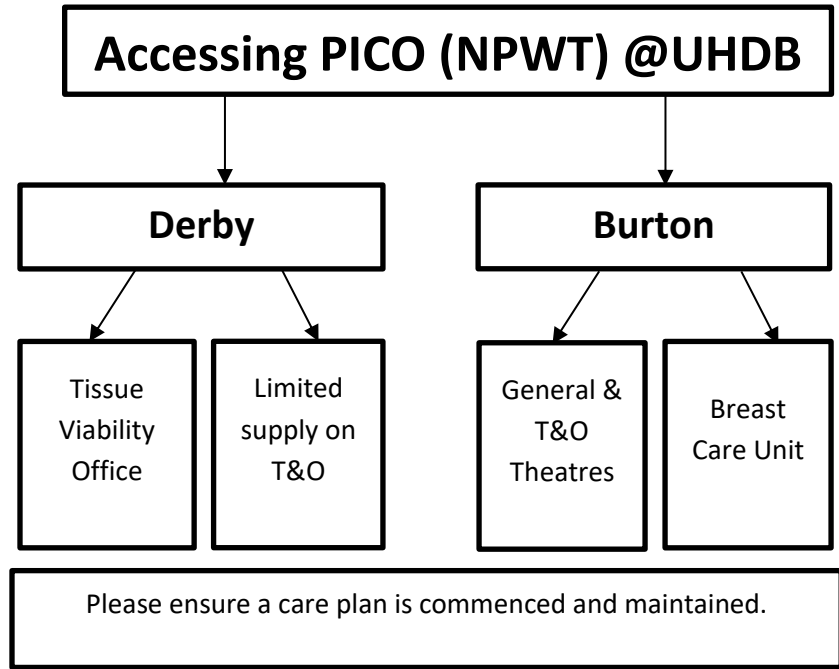 Accessing PICO (NPWT) @UHDB
Derby
Burton
Tissue
Viability
Office
Limited
supply on
T&O
General &
T&O
Theatres
Breast
Care Unit
Please ensure a care plan is commenced and maintained.